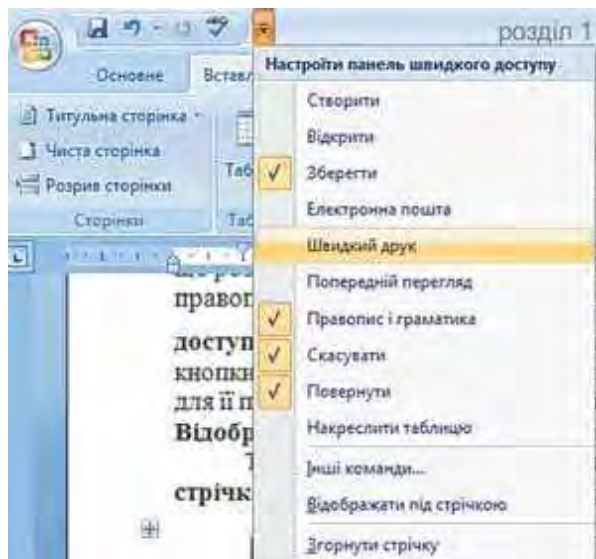 розділ 1
Основне
Настроїти панель швидкого доступу
Титульна сторінка
Чиста сторінка
Розрив сторінки
Сторінки
Створити
Відкрити
Зберегти
Електронна пошта
Швидкий друк
Попередній перегляд
Правопис і граматика
Скасувати
Повернути
Накреслити таблицю
Інші команди...
Відображати під стрічкою
Згорнути стрічку
доступ
кнопки
для її п
Відобр
стрічк